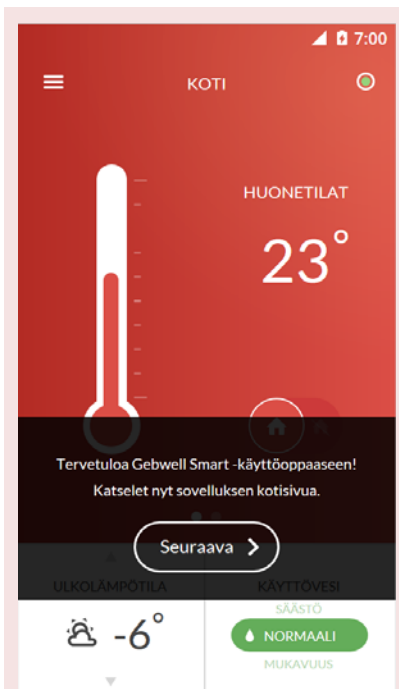 7:00
KOTI
HUONETILAT
23°
Tervetuloa Gebwell Smart -käyttöoppaaseen!
Katselet nyt sovelluksen kotisivua.
Seuraava
ULKOLÄMPÖTILA
KÄYTTÖVESI
-6°
SÄÄSTÖ
NORMAALI
MUKAVUUS